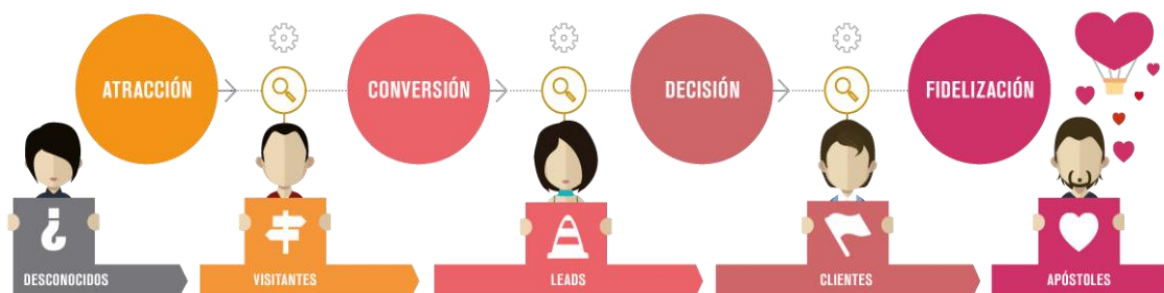 ATRACCIÓN
CONVERSIÓN
DECISIÓN
FIDELIZACIÓN
¿
DESCONOCIDOS
VISITANTES
LEADS
CLIENTES
APÓSTOLES